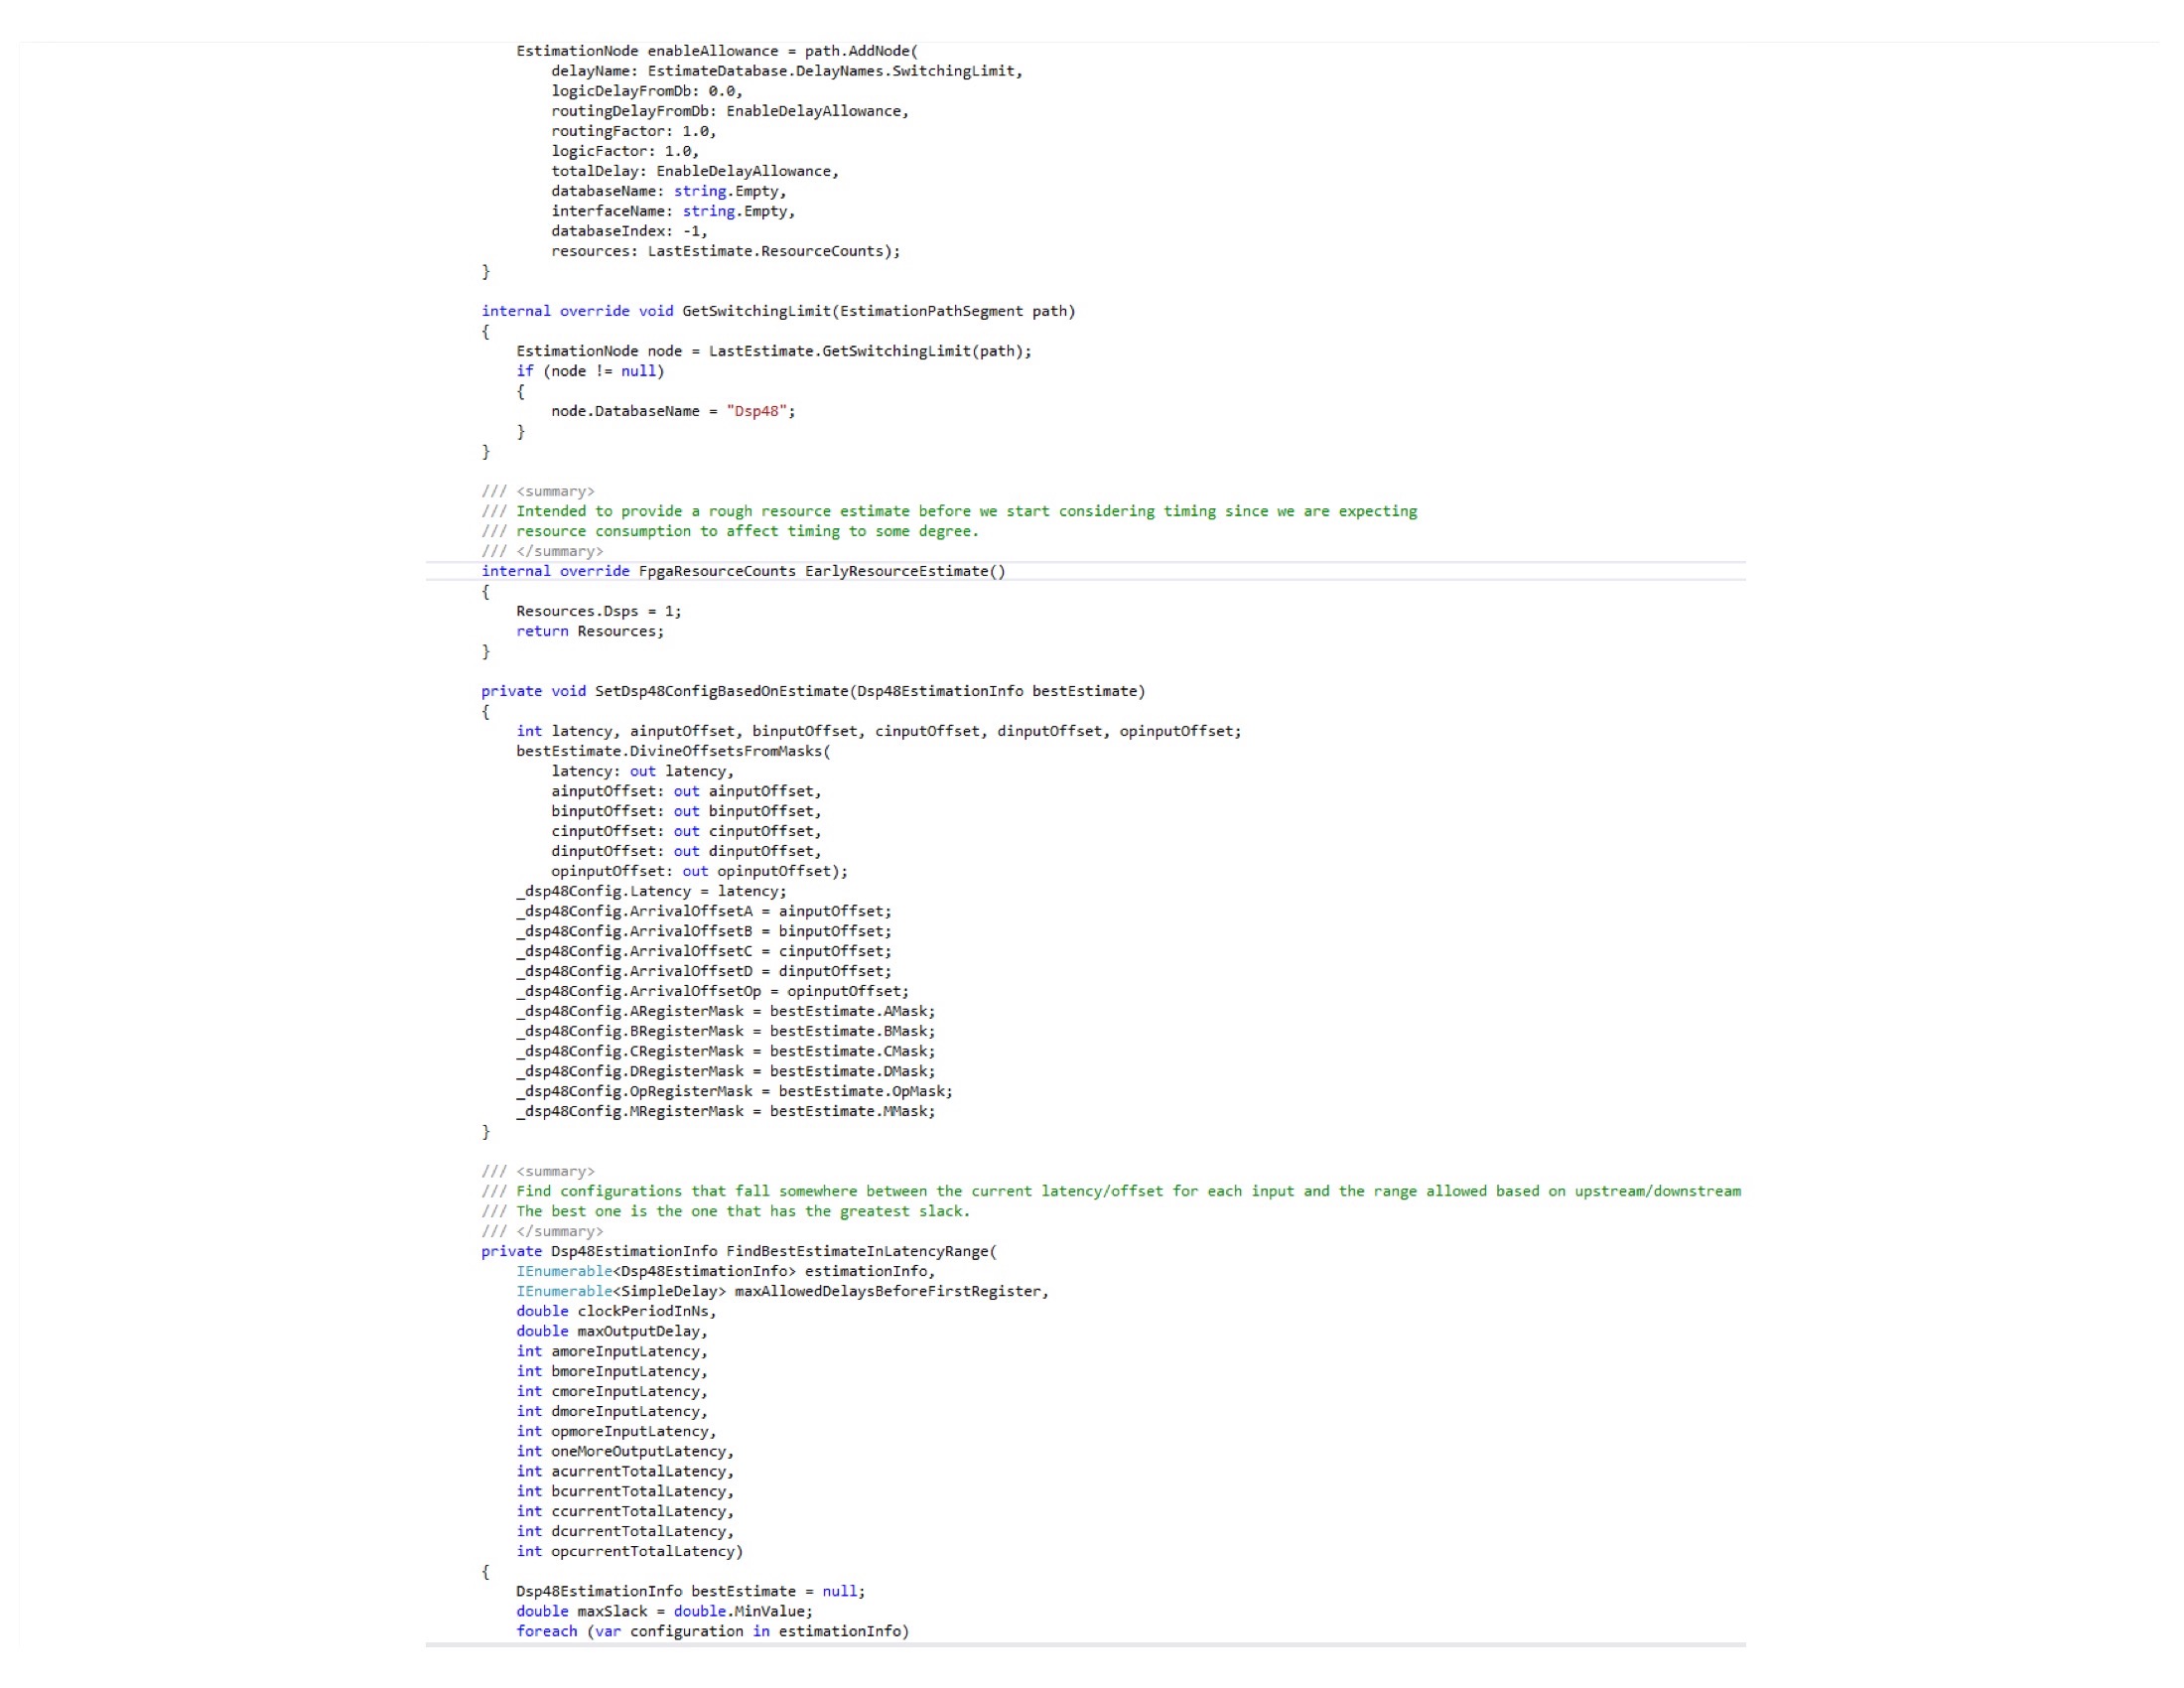 EstimationNode enableAllowance = path.AddNode(
delayName: EstimateDatabase.DelayNames.SwitchingLimit,
logicDelayFromDb: 0.0,
routingDelayFromDb: EnableDelayAllowance,
routingFactor: 1.0,
logicFactor: 1.0,
totalDelay: EnableDelayAllowance,
databaseName: string.Empty,
interfaceName: string.Empty,
databaseIndex: -1,
resources: LastEstimate.ResourceCounts);
}
internal override void GetSwitchingLimit(EstimationPathSegment path)
{
EstimationNode node = LastEstimate.GetSwitchingLimit(path);
if (node != null)
{
node.DatabaseName = "Dsp48";
}
}
/// <summary>
/// Intended to provide a rough resource estimate before we start considering timing since we are expecting
/// resource consumption to affect timing to some degree.
/// </summary>
internal override FpgaResourceCounts EarlyResourceEstimate()
{
Resources.Dsps = 1;
return Resources;
}
private void SetDsp48ConfigBasedOnEstimate(Dsp48EstimationInfo bestEstimate)
{
int latency, ainputOffset, binputOffset, cinputOffset, dinputOffset, opinputOffset;
bestEstimate.DivineOffsetsFromMasks(
latency: out latency,
ainputOffset: out ainputOffset,
binputOffset: out binputOffset,
cinputOffset: out cinputOffset,
dinputOffset: out dinputOffset,
opinputOffset: out opinputOffset);
_dsp48Config.Latency = latency;
_dsp48Config.ArrivalOffsetA = ainputOffset;
_dsp48Config.ArrivalOffsetB = binputOffset;
_dsp48Config.ArrivalOffsetC = cinputOffset;
_dsp48Config.ArrivalOffsetD = dinputOffset;
_dsp48Config.ArrivalOffsetOp = opinputOffset;
_dsp48Config.ARegisterMask = bestEstimate.AMask;
_dsp48Config.BRegisterMask = bestEstimate.BMask;
_dsp48Config.CRegisterMask = bestEstimate.CMask;
_dsp48Config.DRegisterMask = bestEstimate.DMask;
_dsp48Config.OpRegisterMask = bestEstimate.OpMask;
_dsp48Config.MRegisterMask = bestEstimate.MMask;
}
/// <summary>
/// Find configurations that fall somewhere between the current latency/offset for each input and the range allowed based on upstream/downstream
/// The best one is the one that has the greatest slack.
/// </summary>
private Dsp48EstimationInfo FindBestEstimateInLatencyRange(
IEnumerable<Dsp48EstimationInfo> estimationInfo,
IEnumerable<SimpleDelay> maxAllowedDelaysBeforeFirstRegister,
double clockPeriodInNs,
double maxOutputDelay,
int amoreInputLatency,
int bmoreInputLatency,
int cmoreInputLatency,
int dmoreInputLatency,
int opmoreInputLatency,
int oneMoreOutputLatency,
int acurrentTotalLatency,
int bcurrentTotalLatency,
int ccurrentTotalLatency,
int dcurrentTotalLatency,
int opcurrentTotalLatency)
{
Dsp48EstimationInfo bestEstimate = null;
double maxSlack = double.MinValue;
foreach (var configuration in estimationInfo)